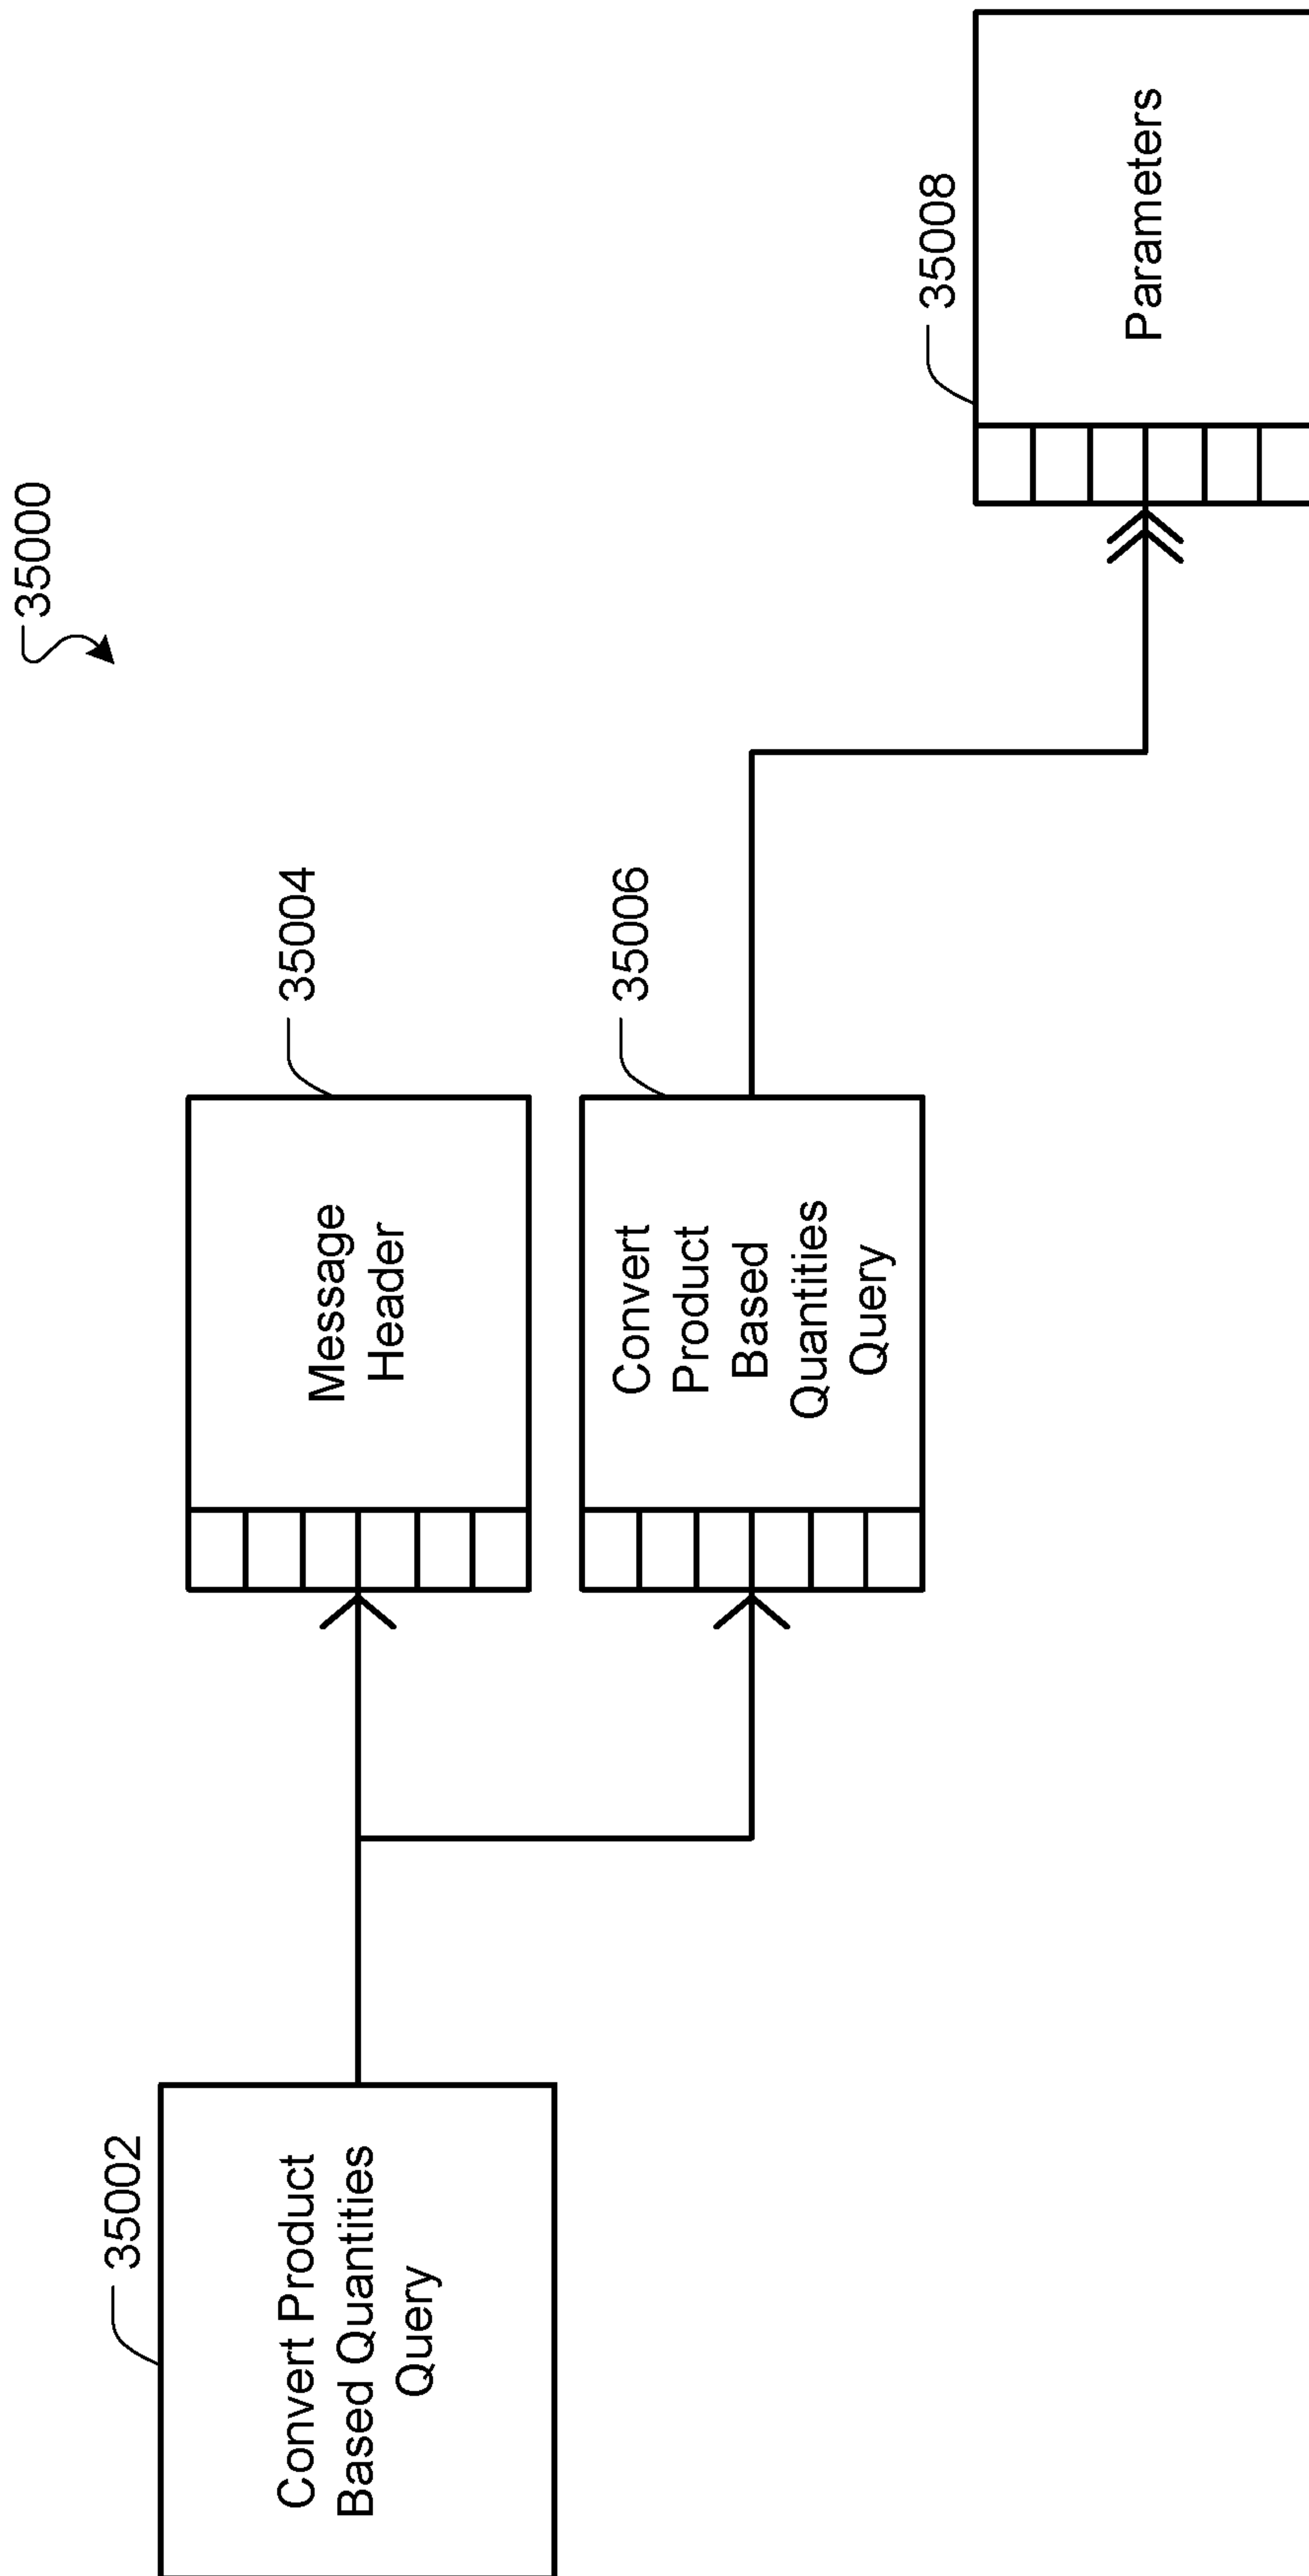 35000
35002
Convert Product
Based Quantities
Query
35004
Message
Header
35006
Convert
Product
Based
Quantities
Query
35008
Parameters